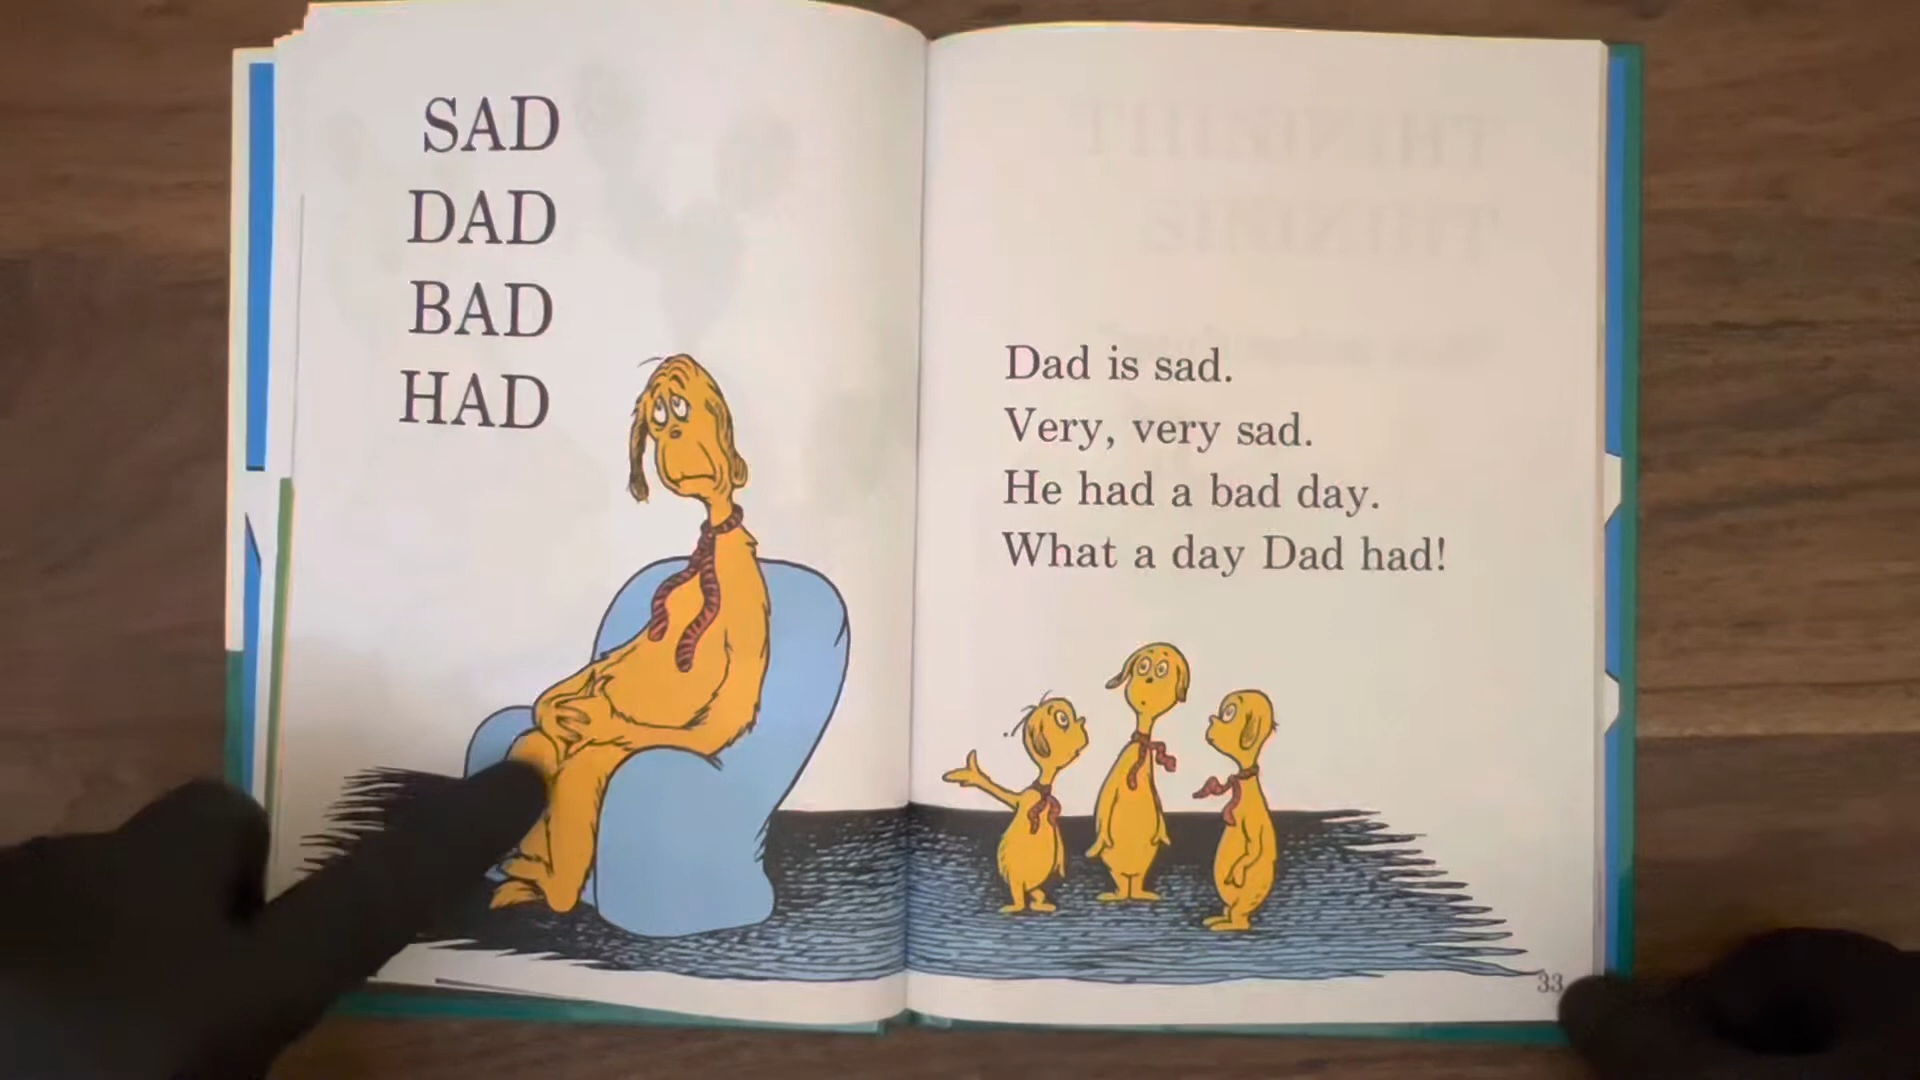 SAD
DAD
BAD
HAD
Dad is sad.
Very, very sad.
He had a bad day.
What a day Dad had!
33